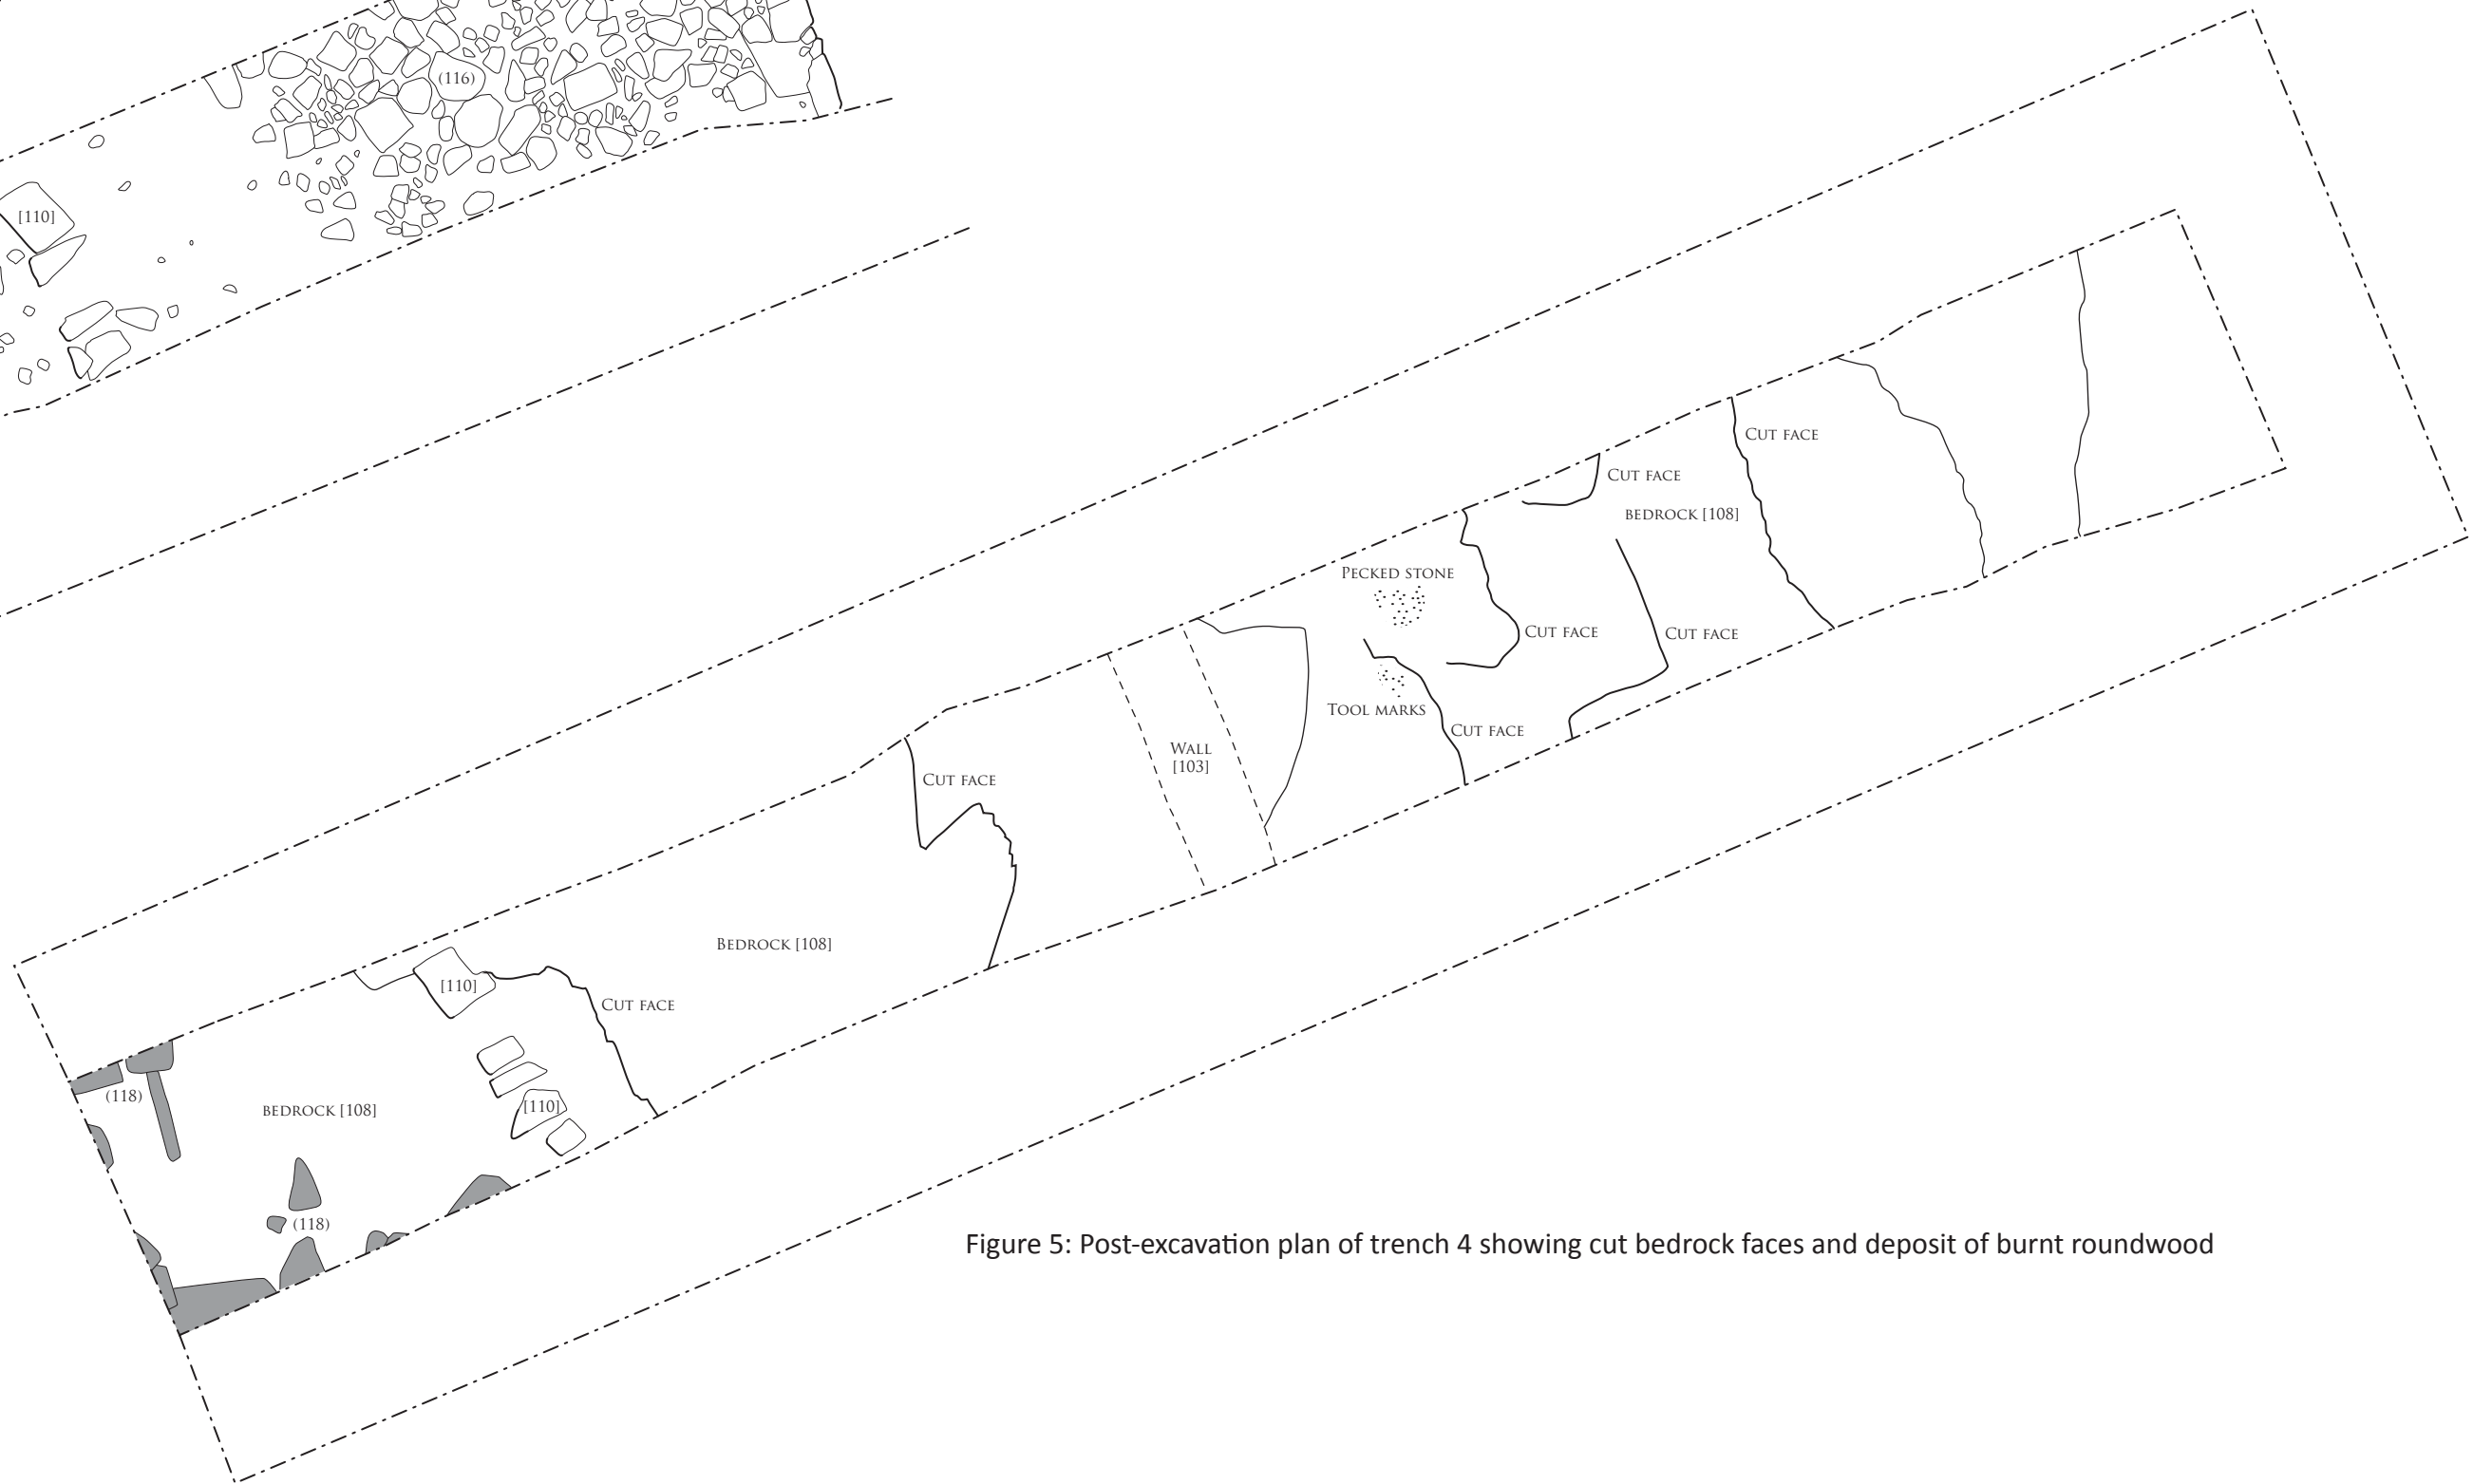 (116)
[110]
Cut face
Cut face
bedrock [108]
Pecked stone
Cut face
Cut face
Tool marks
Cut face
Wall
[103]
Cut face
Bedrock [108]
[110]
Cut face
(118)
bedrock [108]
[110]
(118)
Figure 5: Post-excavation plan of trench 4 showing cut bedrock faces and deposit of burnt roundwood